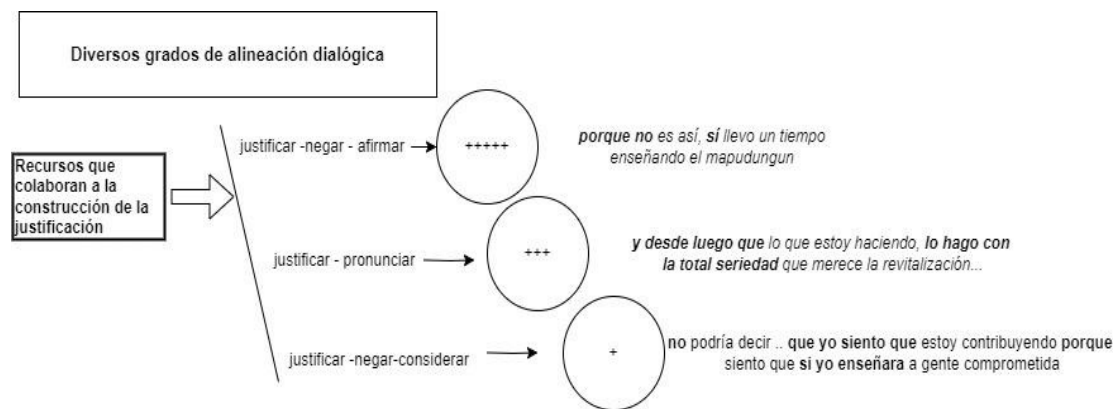 Diversos grados de alineación dialógica
justificar -negar - afirmar
+++++
porque no es así, sí llevo un tiempo
enseñando el mapudungun
Recursos que
colaboran a la
construcción de la
justificación
justificar - pronunciar
+++
y desde luego que lo que estoy haciendo, lo hago con
la total seriedad que merece la revitalización...
justificar -negar-considerar
+
no podría decir .. que yo siento que estoy contribuyendo porque
siento que si yo enseñara a gente comprometida